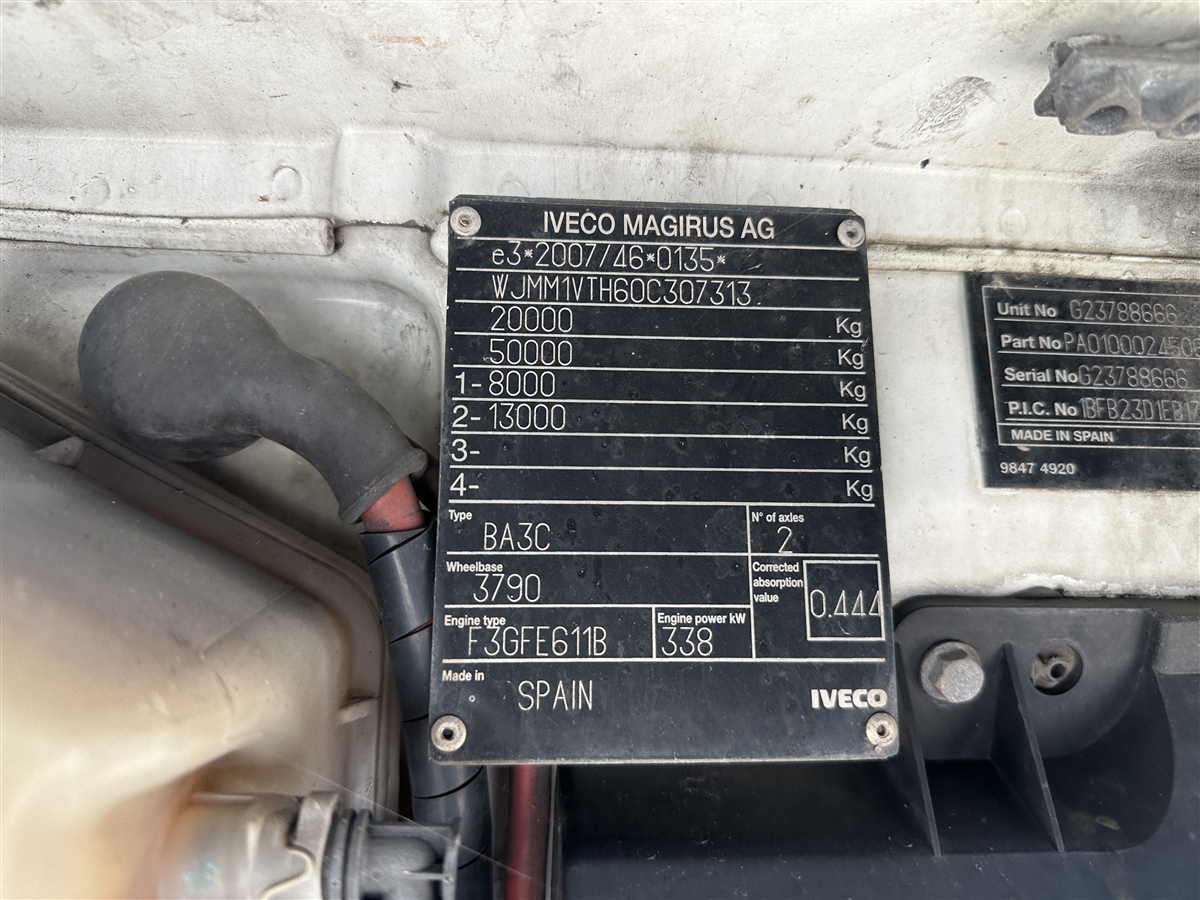 IVECO MAGIRUS AG
e3*2007/46*0135*
WJMM1VTH60C307313
20000 Kg
50000 Kg
1- 8000 Kg
2- 13000 Kg
3- Kg
4- Kg
Type BA3C N° of axles 2
Wheelbase 3790 Corrected absorption value 0.444
Engine type F3GFE611B Engine power kW 338
Made in SPAIN IVECO
Unit No G23788666
Part No PA010002450
Serial No G23788666
P.I.C. No 1BFB23D1EB
MADE IN SPAIN
9847 4920